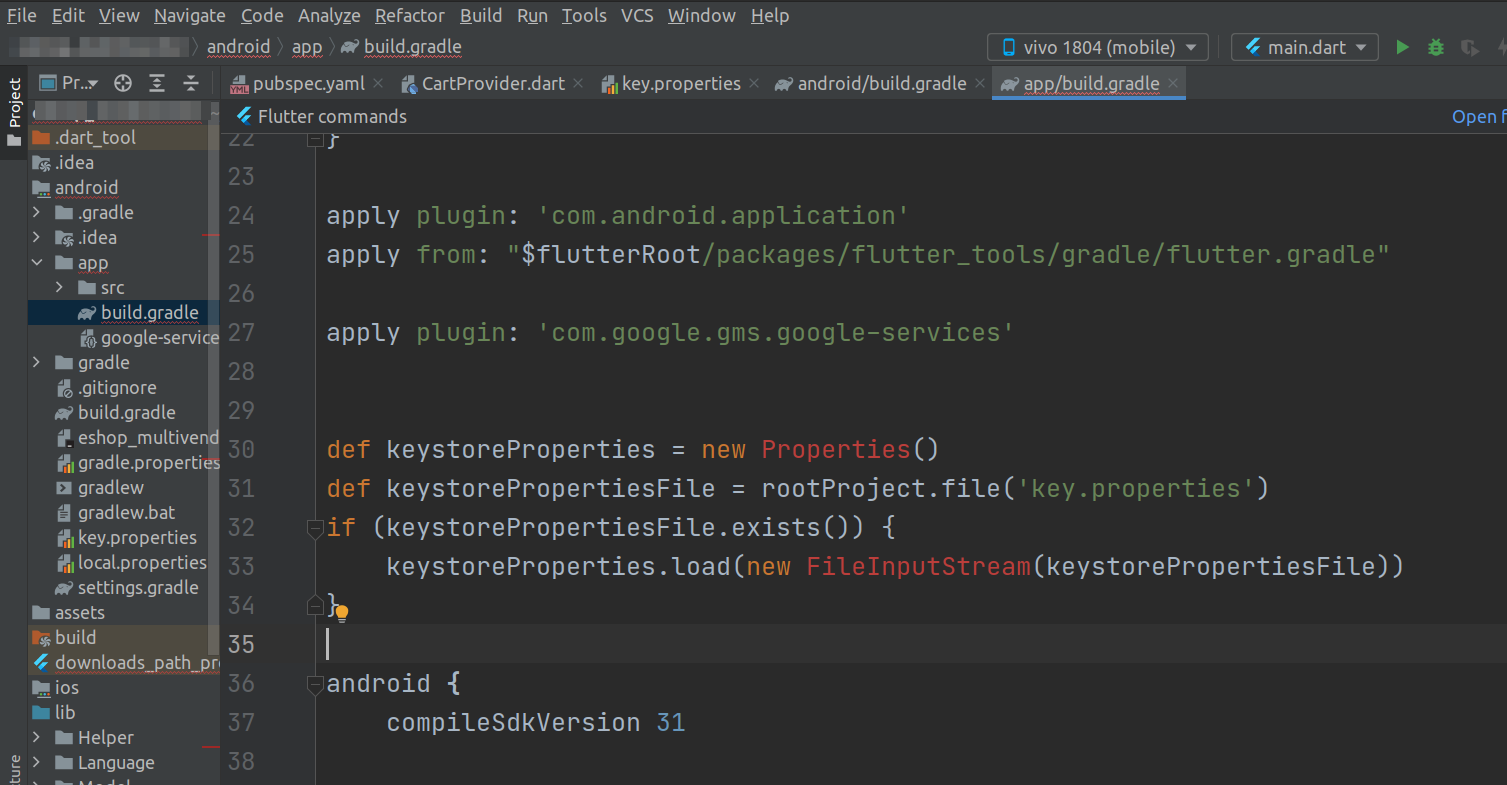 File Edit View Navigate Code Analyze Refactor Build Run Tools VCS Window Help
android app build.gradle vivo 1804 (mobile) main.dart
Project
Pr... pubspec.yaml CartProvider.dart key.properties android/build.gradle app/build.gradle
Flutter commands Open
.dart_tool
.idea
android
.gradle
.idea
app
src
build.gradle
google-service
gradle
.gitignore
build.gradle
eshop_multivend
gradle.properties
gradlew
gradlew.bat
key.properties
local.properties
settings.gradle
assets
build
downloads_path_pr
ios
lib
Helper
Language
22 }
23
24 apply plugin: 'com.android.application'
25 apply from: "$flutterRoot/packages/flutter_tools/gradle/flutter.gradle"
26
27 apply plugin: 'com.google.gms.google-services'
28
29
30 def keystoreProperties = new Properties()
31 def keystorePropertiesFile = rootProject.file('key.properties')
32 if (keystorePropertiesFile.exists()) {
33 keystoreProperties.load(new FileInputStream(keystorePropertiesFile))
34 }
35
36 android {
37 compileSdkVersion 31
38